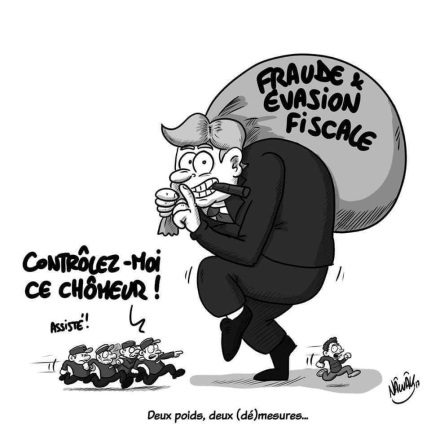 FRAUDE &
ÉVASION
FISCALE
CONTRÔLEZ-MOI
CE CHÔMEUR !
ASSISTÉ !!
Deux poids, deux (dé)mesures...